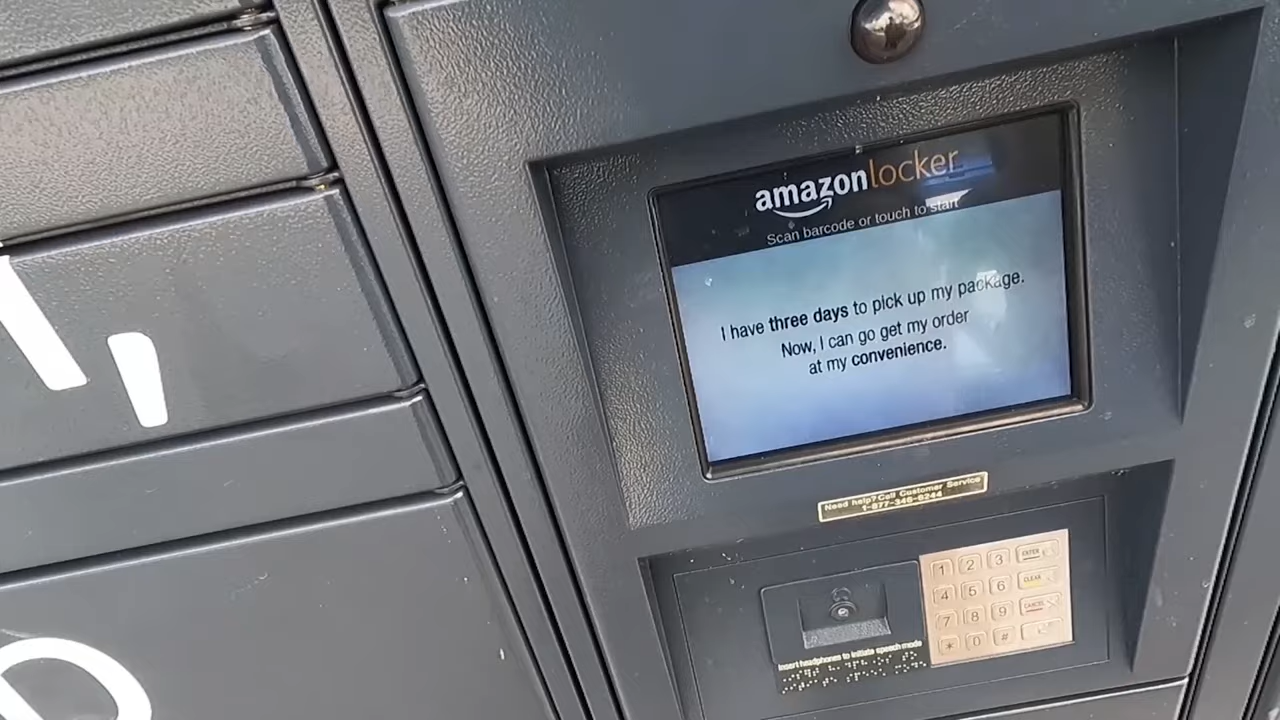 amazonlocker
Scan barcode or touch to start
I have three days to pick up my package.
Now, I can go get my order
at my convenience.
Need help? Call Customer Service
1-877-346-6244
1 2 3 ENTER
4 5 6 CLEAR
7 8 9 CANCEL
* 0 #
Insert headphones to initiate speech mode